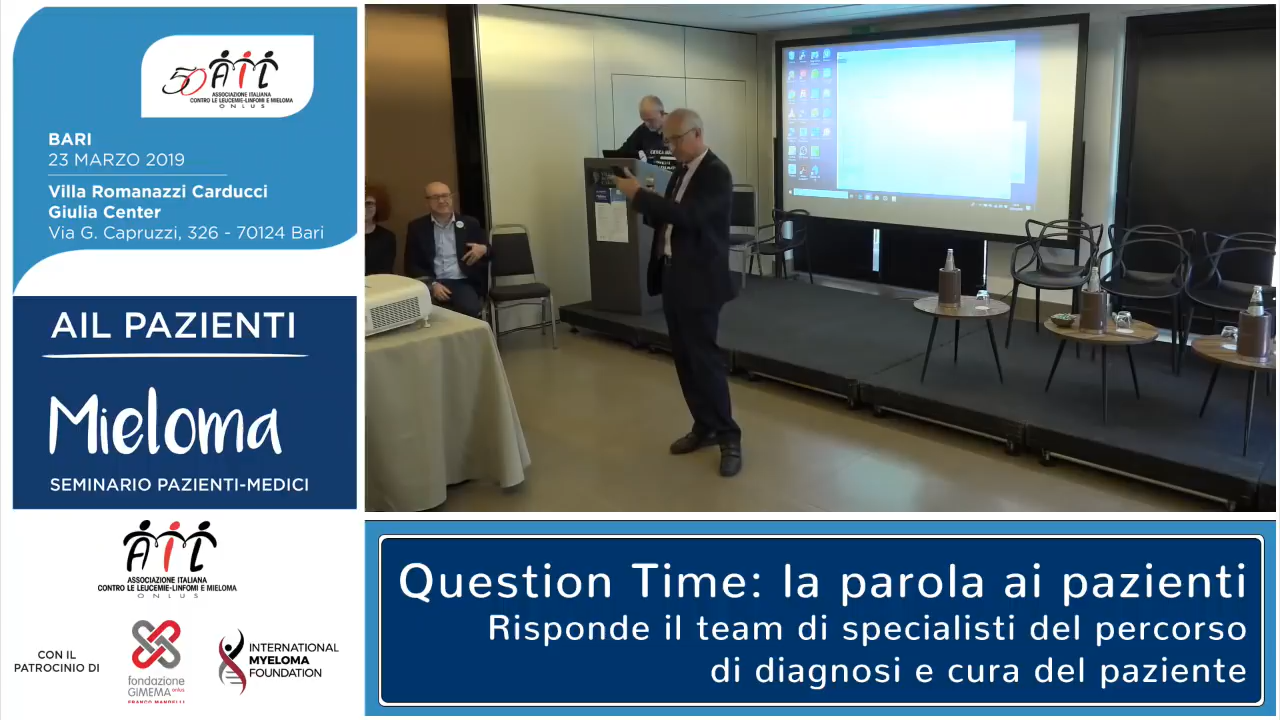 50 AIL
ASSOCIAZIONE ITALIANA
CONTRO LE LEUCEMIE-LINFOMI E MIELOMA
ONLUS
BARI
23 MARZO 2019
Villa Romanazzi Carducci
Giulia Center
Via G. Capruzzi, 326 - 70124 Bari
AIL PAZIENTI
Mieloma
SEMINARIO PAZIENTI-MEDICI
AIL
ASSOCIAZIONE ITALIANA
CONTRO LE LEUCEMIE-LINFOMI E MIELOMA
ONLUS
CON IL
PATROCINIO DI
fondazione
GIMEMA onlus
FRANCO MANDELLI
INTERNATIONAL
MYELOMA
FOUNDATION
Question Time: la parola ai pazienti
Risponde il team di specialisti del percorso
di diagnosi e cura del paziente